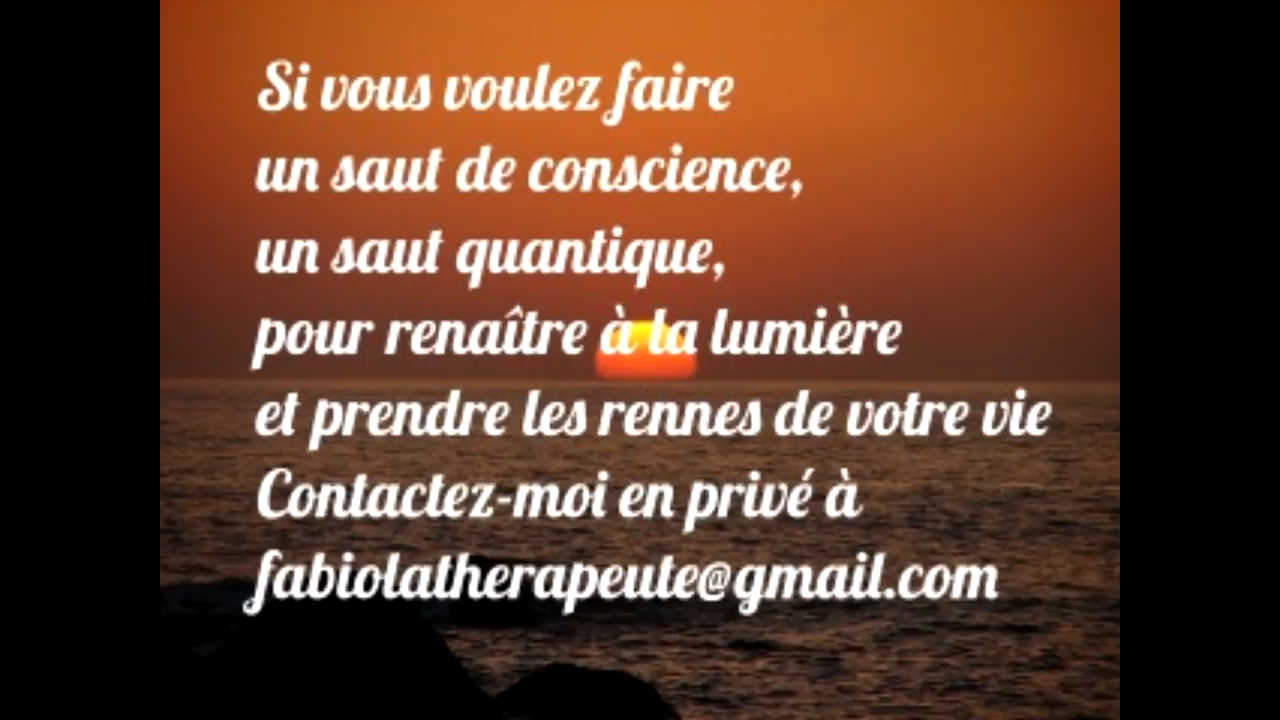 Si vous voulez faire
un saut de conscience,
un saut quantique,
pour renaître à la lumière
et prendre les rennes de votre vie
Contactez-moi en privé à
fabiolatherapeute@gmail.com